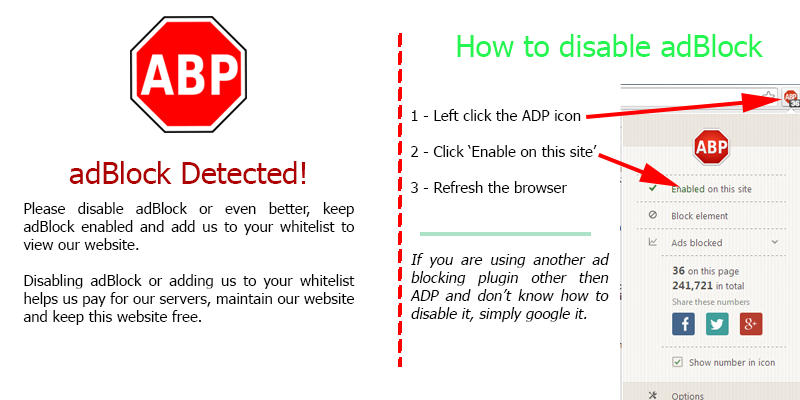 ABP
adBlock Detected!
Please disable adBlock or even better, keep
adBlock enabled and add us to your whitelist to
view our website.
Disabling adBlock or adding us to your whitelist
helps us pay for our servers, maintain our website
and keep this website free.
How to disable adBlock
1 - Left click the ADP icon
2 - Click ‘Enable on this site’
3 - Refresh the browser
If you are using another ad
blocking plugin other then
ADP and don’t know how to
disable it, simply google it.
ABP
36
ABP
Enabled on this site
Block element
Ads blocked
36 on this page
241,721 in total
Share these numbers
f
g+
Show number in icon
Options